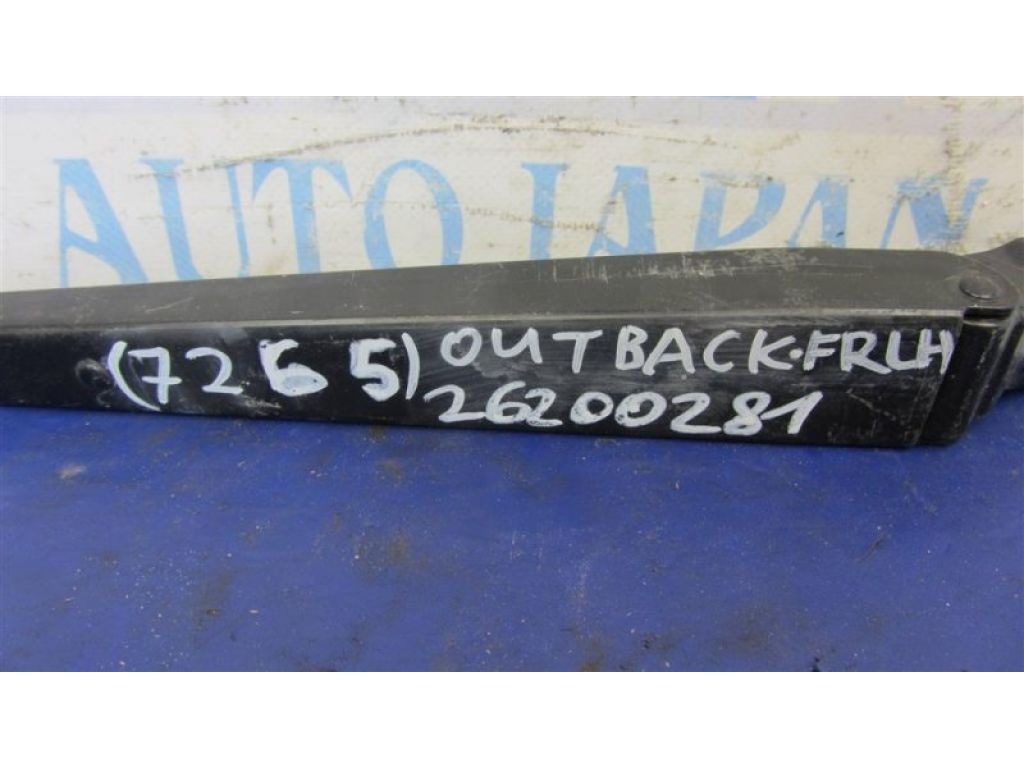 AUTO JAPAN
(7265) OUTBACK.FRLH
26200281